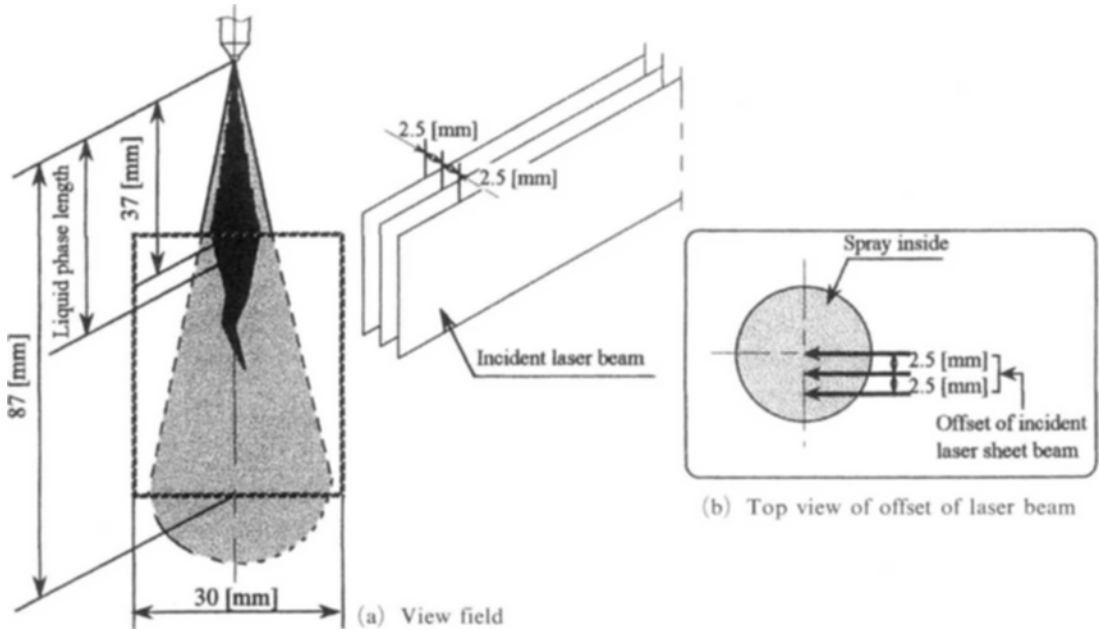 37 [mm]
Liquid phase length
87 [mm]
30 [mm]
(a) View field
2.5 [mm]
2.5 [mm]
Incident laser beam
Spray inside
2.5 [mm]
2.5 [mm]
Offset of incident
laser sheet beam
(b) Top view of offset of laser beam